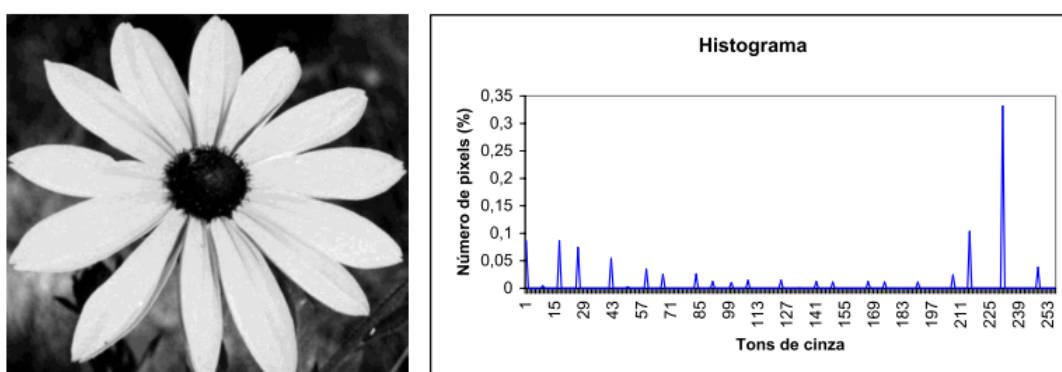 Histograma
Número de pixels (%)
0,35
0,3
0,25
0,2
0,15
0,1
0,05
0
1 15 29 43 57 71 85 99 113 127 141 155 169 183 197 211 225 239 253
Tons de cinza